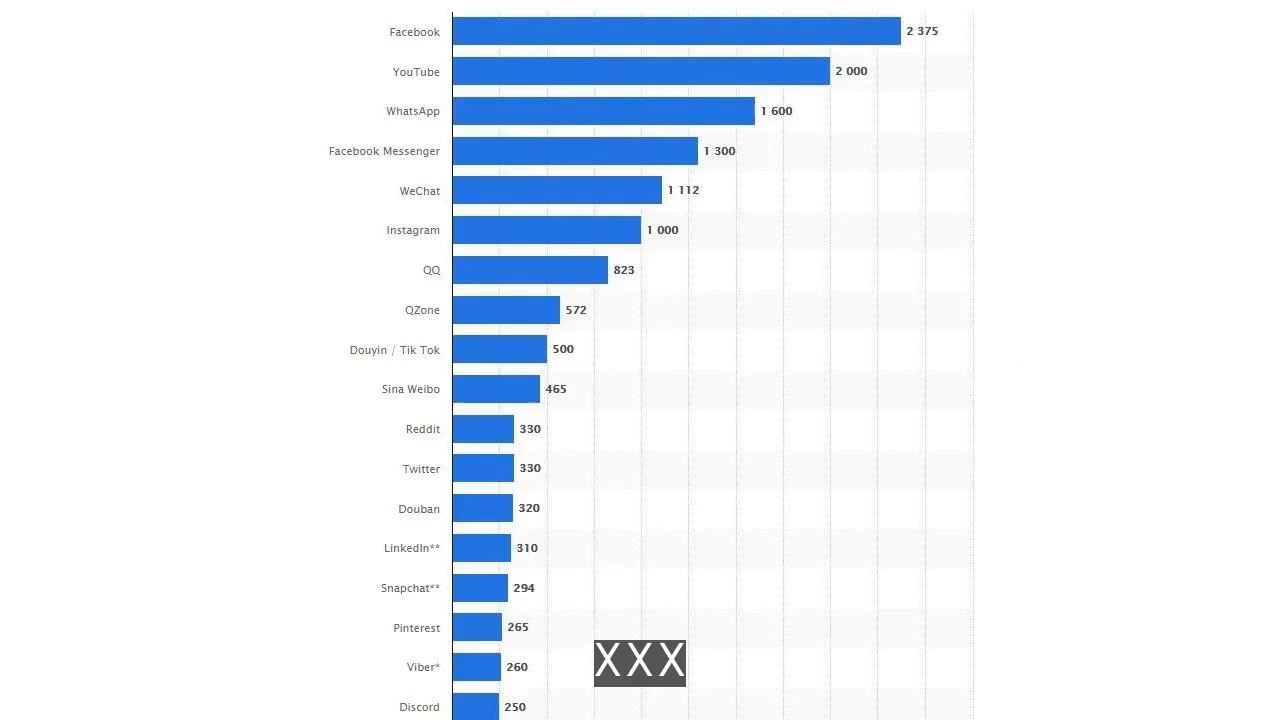 Facebook 2 375
YouTube 2 000
WhatsApp 1 600
Facebook Messenger 1 300
WeChat 1 112
Instagram 1 000
QQ 823
QZone 572
Douyin / Tik Tok 500
Sina Weibo 465
Reddit 330
Twitter 330
Douban 320
LinkedIn** 310
Snapchat** 294
Pinterest 265
Viber* 260
XXX
Discord 250